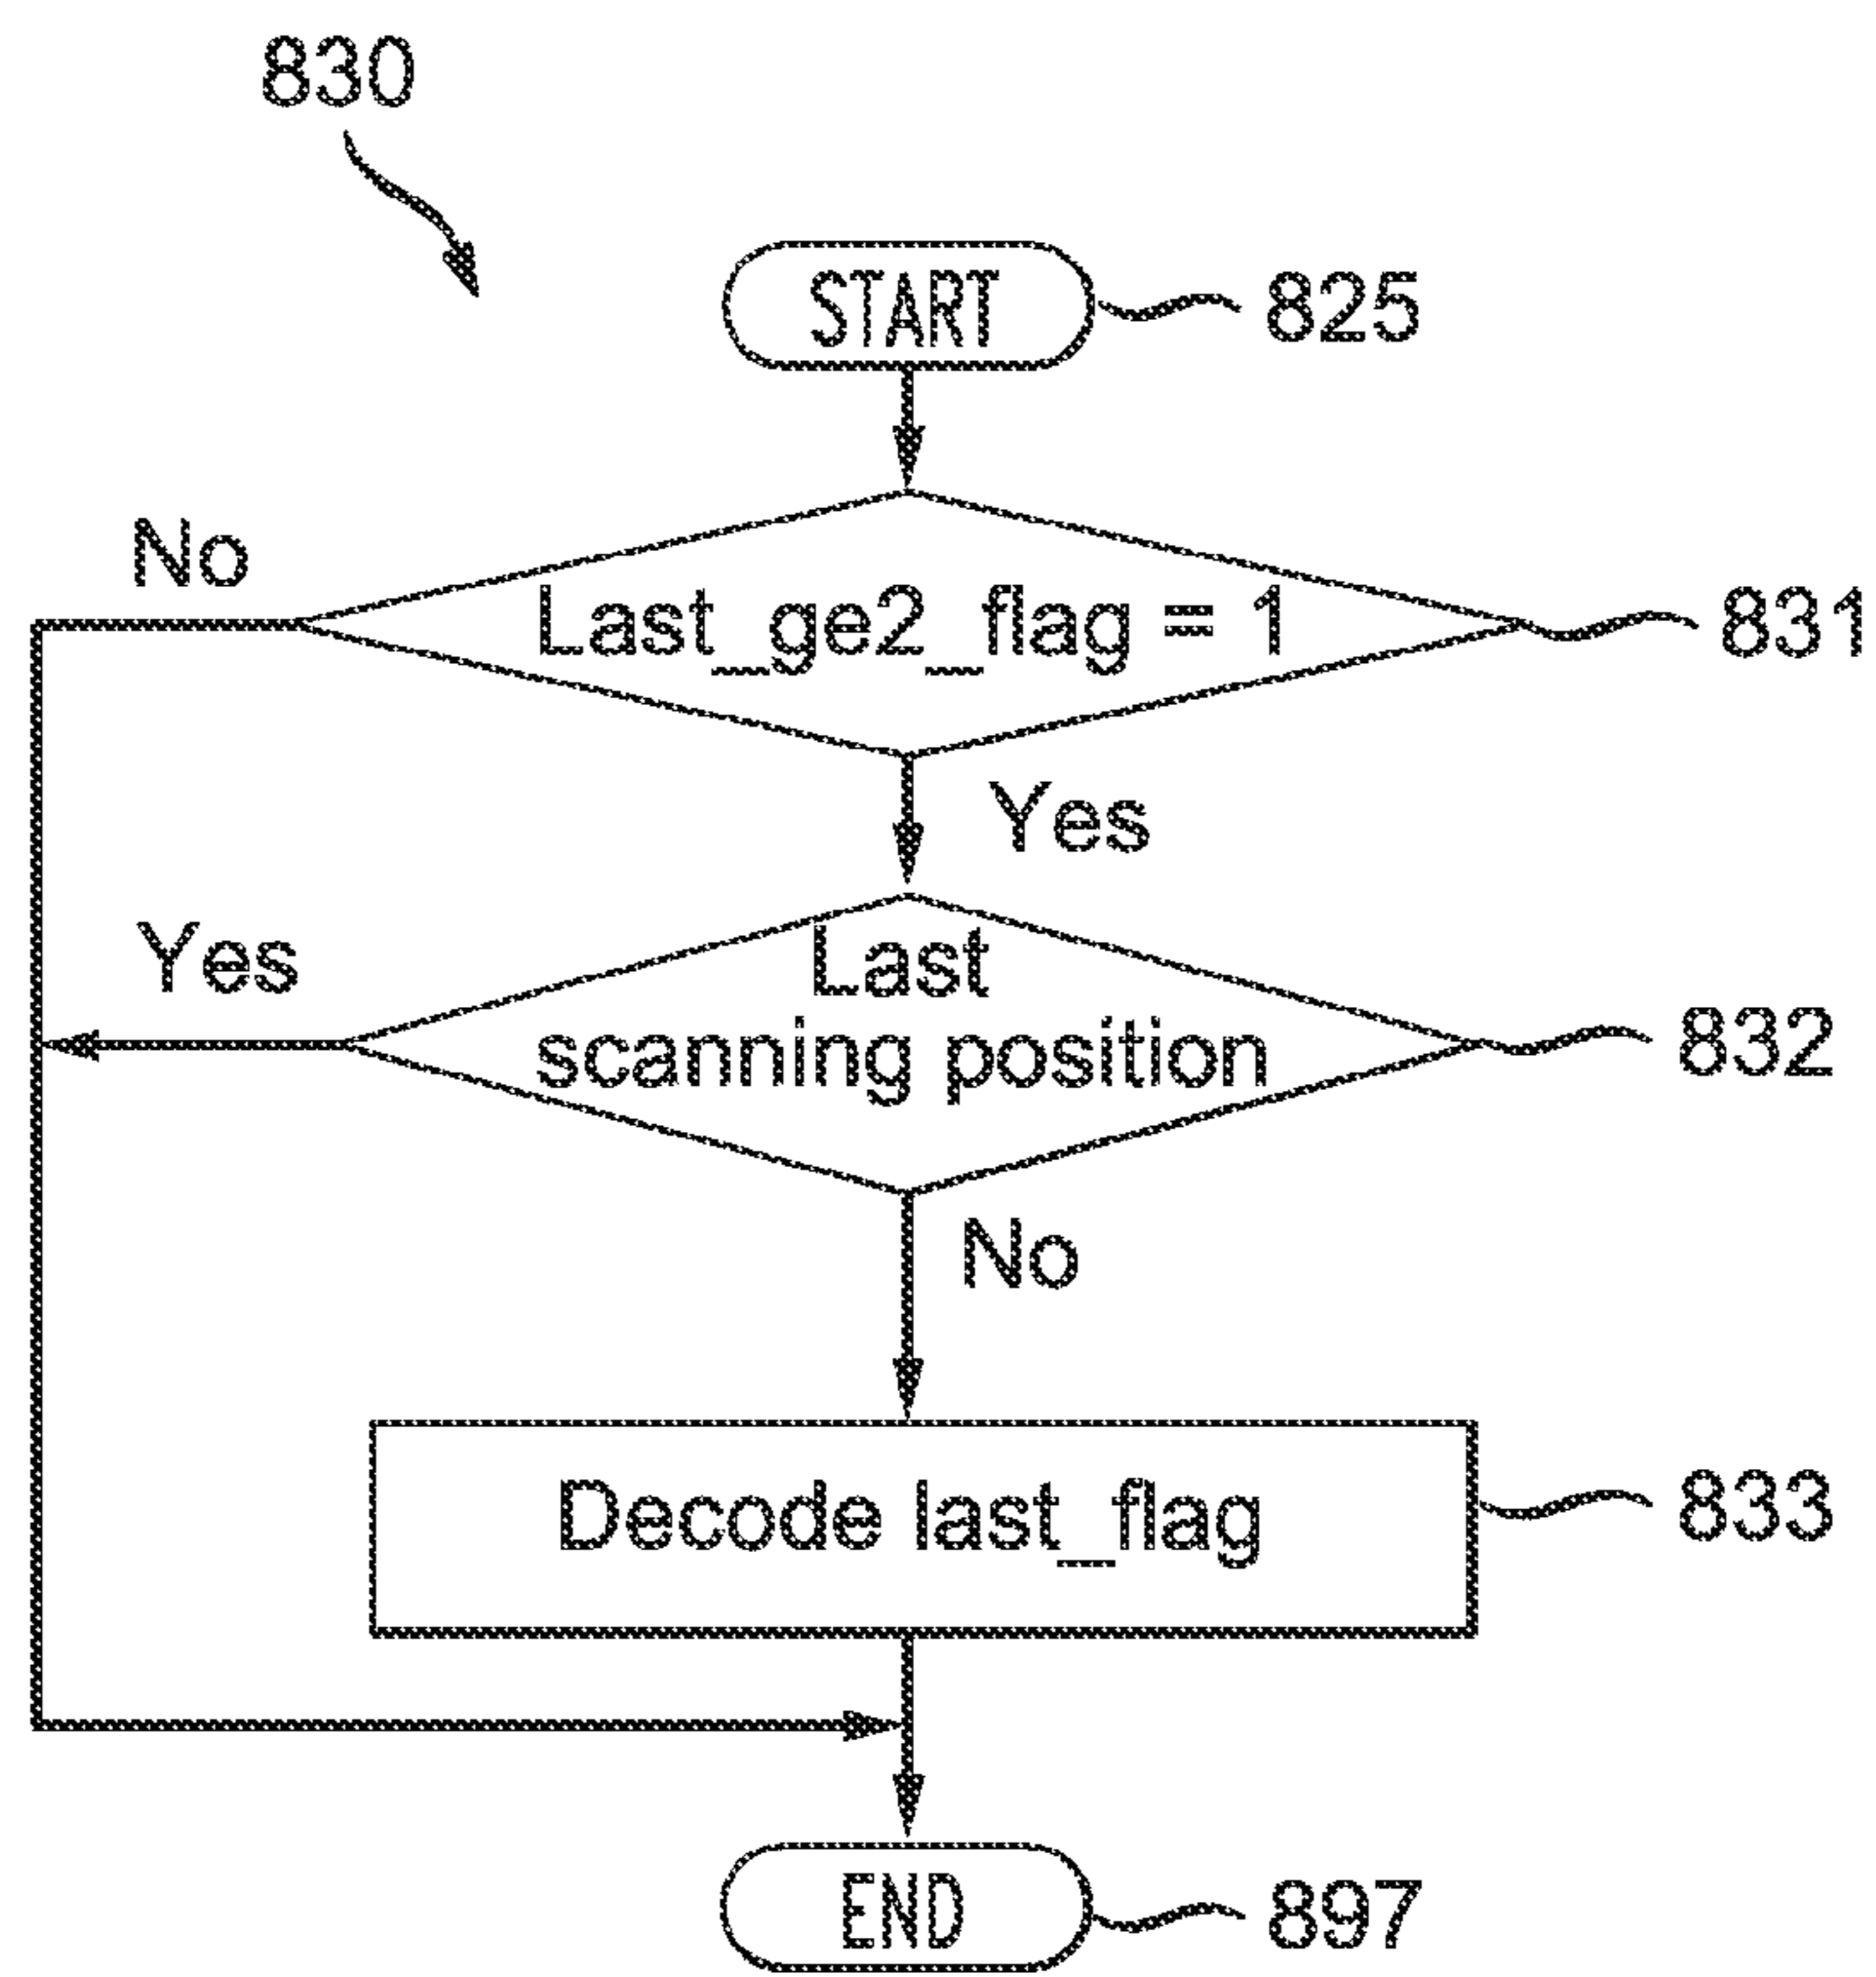 830
START
825
No
Last_ge2_flag = 1
831
Yes
Yes
Last
scanning position
832
No
Decode last_flag
833
END
897